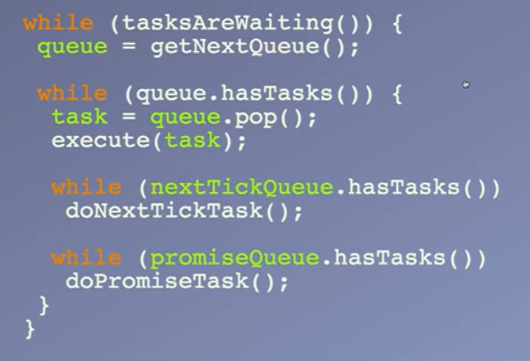 while (tasksAreWaiting()) {
queue = getNextQueue();
while (queue.hasTasks()) {
task = queue.pop();
execute(task);
while (nextTickQueue.hasTasks())
doNextTickTask();
while (promiseQueue.hasTasks())
doPromiseTask();
}
}